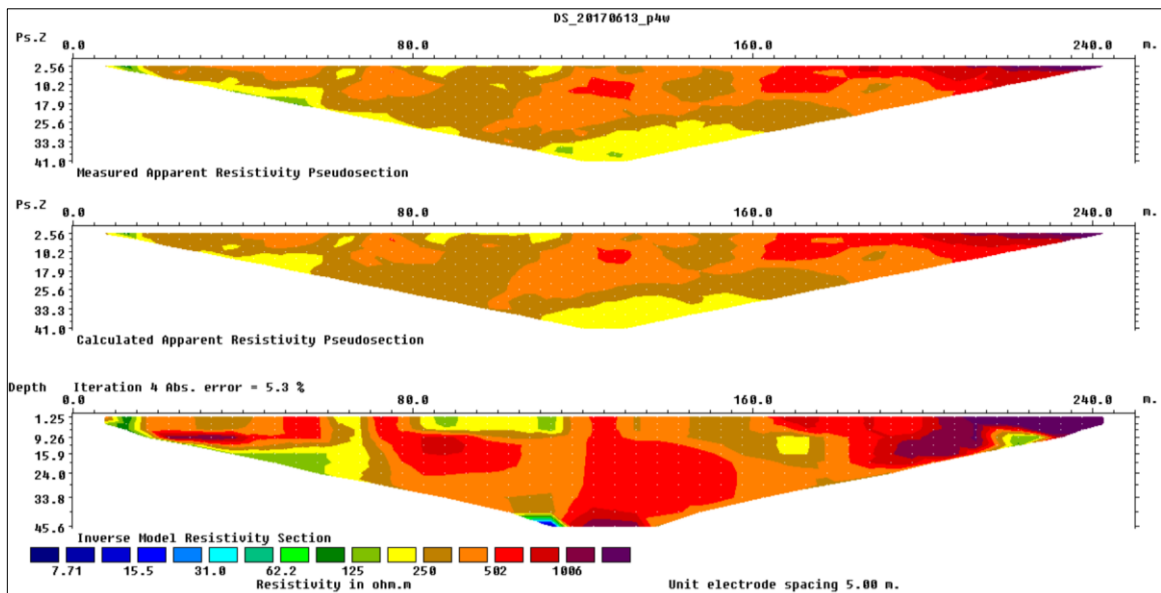 DS_20170613_p4w
Ps.Z 0.0 80.0 160.0 240.0 m.
2.56
10.2
17.9
25.6
33.3
41.0
Measured Apparent Resistivity Pseudosection
Ps.Z 0.0 80.0 160.0 240.0 m.
2.56
10.2
17.9
25.6
33.3
41.0
Calculated Apparent Resistivity Pseudosection
Depth Iteration 4 Abs. error = 5.3 %
0.0 80.0 160.0 240.0 m.
1.25
9.26
15.9
24.0
33.8
45.6
Inverse Model Resistivity Section
7.71 15.5 31.0 62.2 125 250 502 1006
Resistivity in ohm.m Unit electrode spacing 5.00 m.